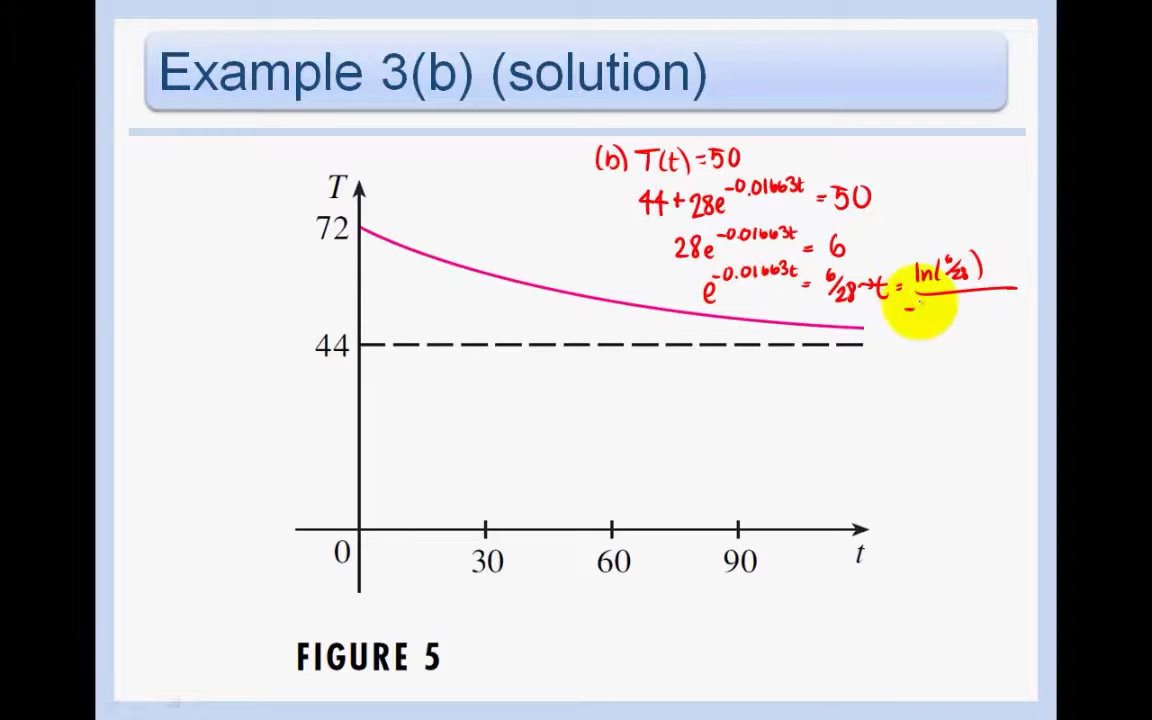 Example 3(b) (solution)
(b) T(t)=50
44+28e^-0.01663t = 50
28e^-0.01663t = 6
e^-0.01663t = 6/28→t = ln(6/28)
-
T
72
44
0
30
60
90
t
FIGURE 5